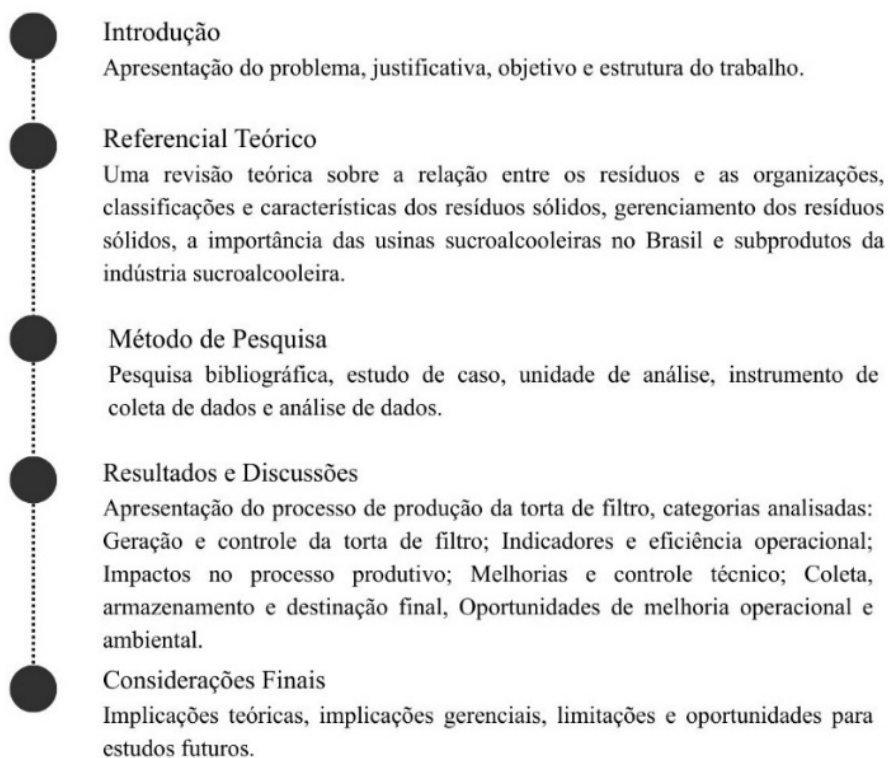 Introdução
Apresentação do problema, justificativa, objetivo e estrutura do trabalho.
Referencial Teórico
Uma revisão teórica sobre a relação entre os resíduos e as organizações,
classificações e características dos resíduos sólidos, gerenciamento dos resíduos
sólidos, a importância das usinas sucroalcooleiras no Brasil e subprodutos da
indústria sucroalcooleira.
Método de Pesquisa
Pesquisa bibliográfica, estudo de caso, unidade de análise, instrumento de
coleta de dados e análise de dados.
Resultados e Discussões
Apresentação do processo de produção da torta de filtro, categorias analisadas:
Geração e controle da torta de filtro; Indicadores e eficiência operacional;
Impactos no processo produtivo; Melhorias e controle técnico; Coleta,
armazenamento e destinação final, Oportunidades de melhoria operacional e
ambiental.
Considerações Finais
Implicações teóricas, implicações gerenciais, limitações e oportunidades para
estudos futuros.